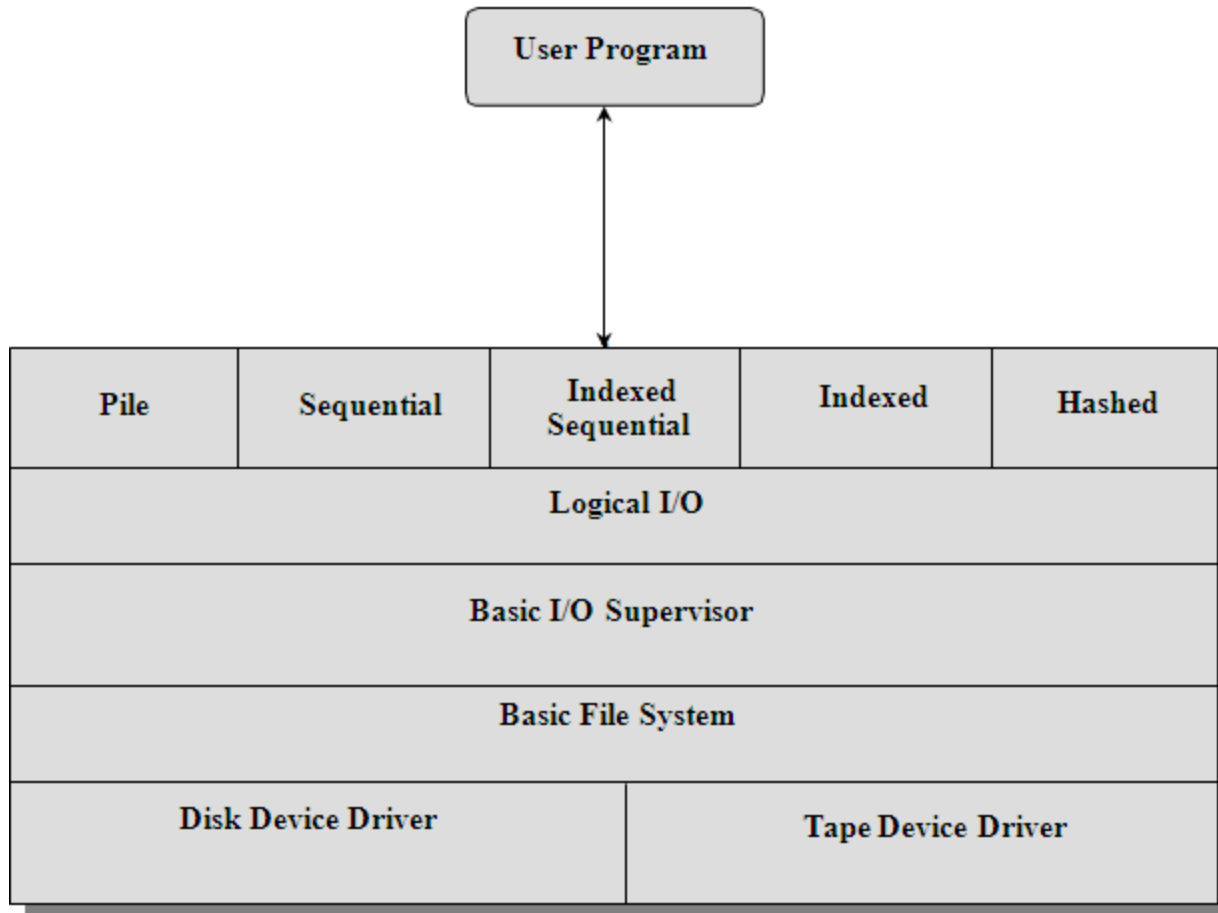 User Program
Pile
Sequential
Indexed
Sequential
Indexed
Hashed
Logical I/O
Basic I/O Supervisor
Basic File System
Disk Device Driver
Tape Device Driver